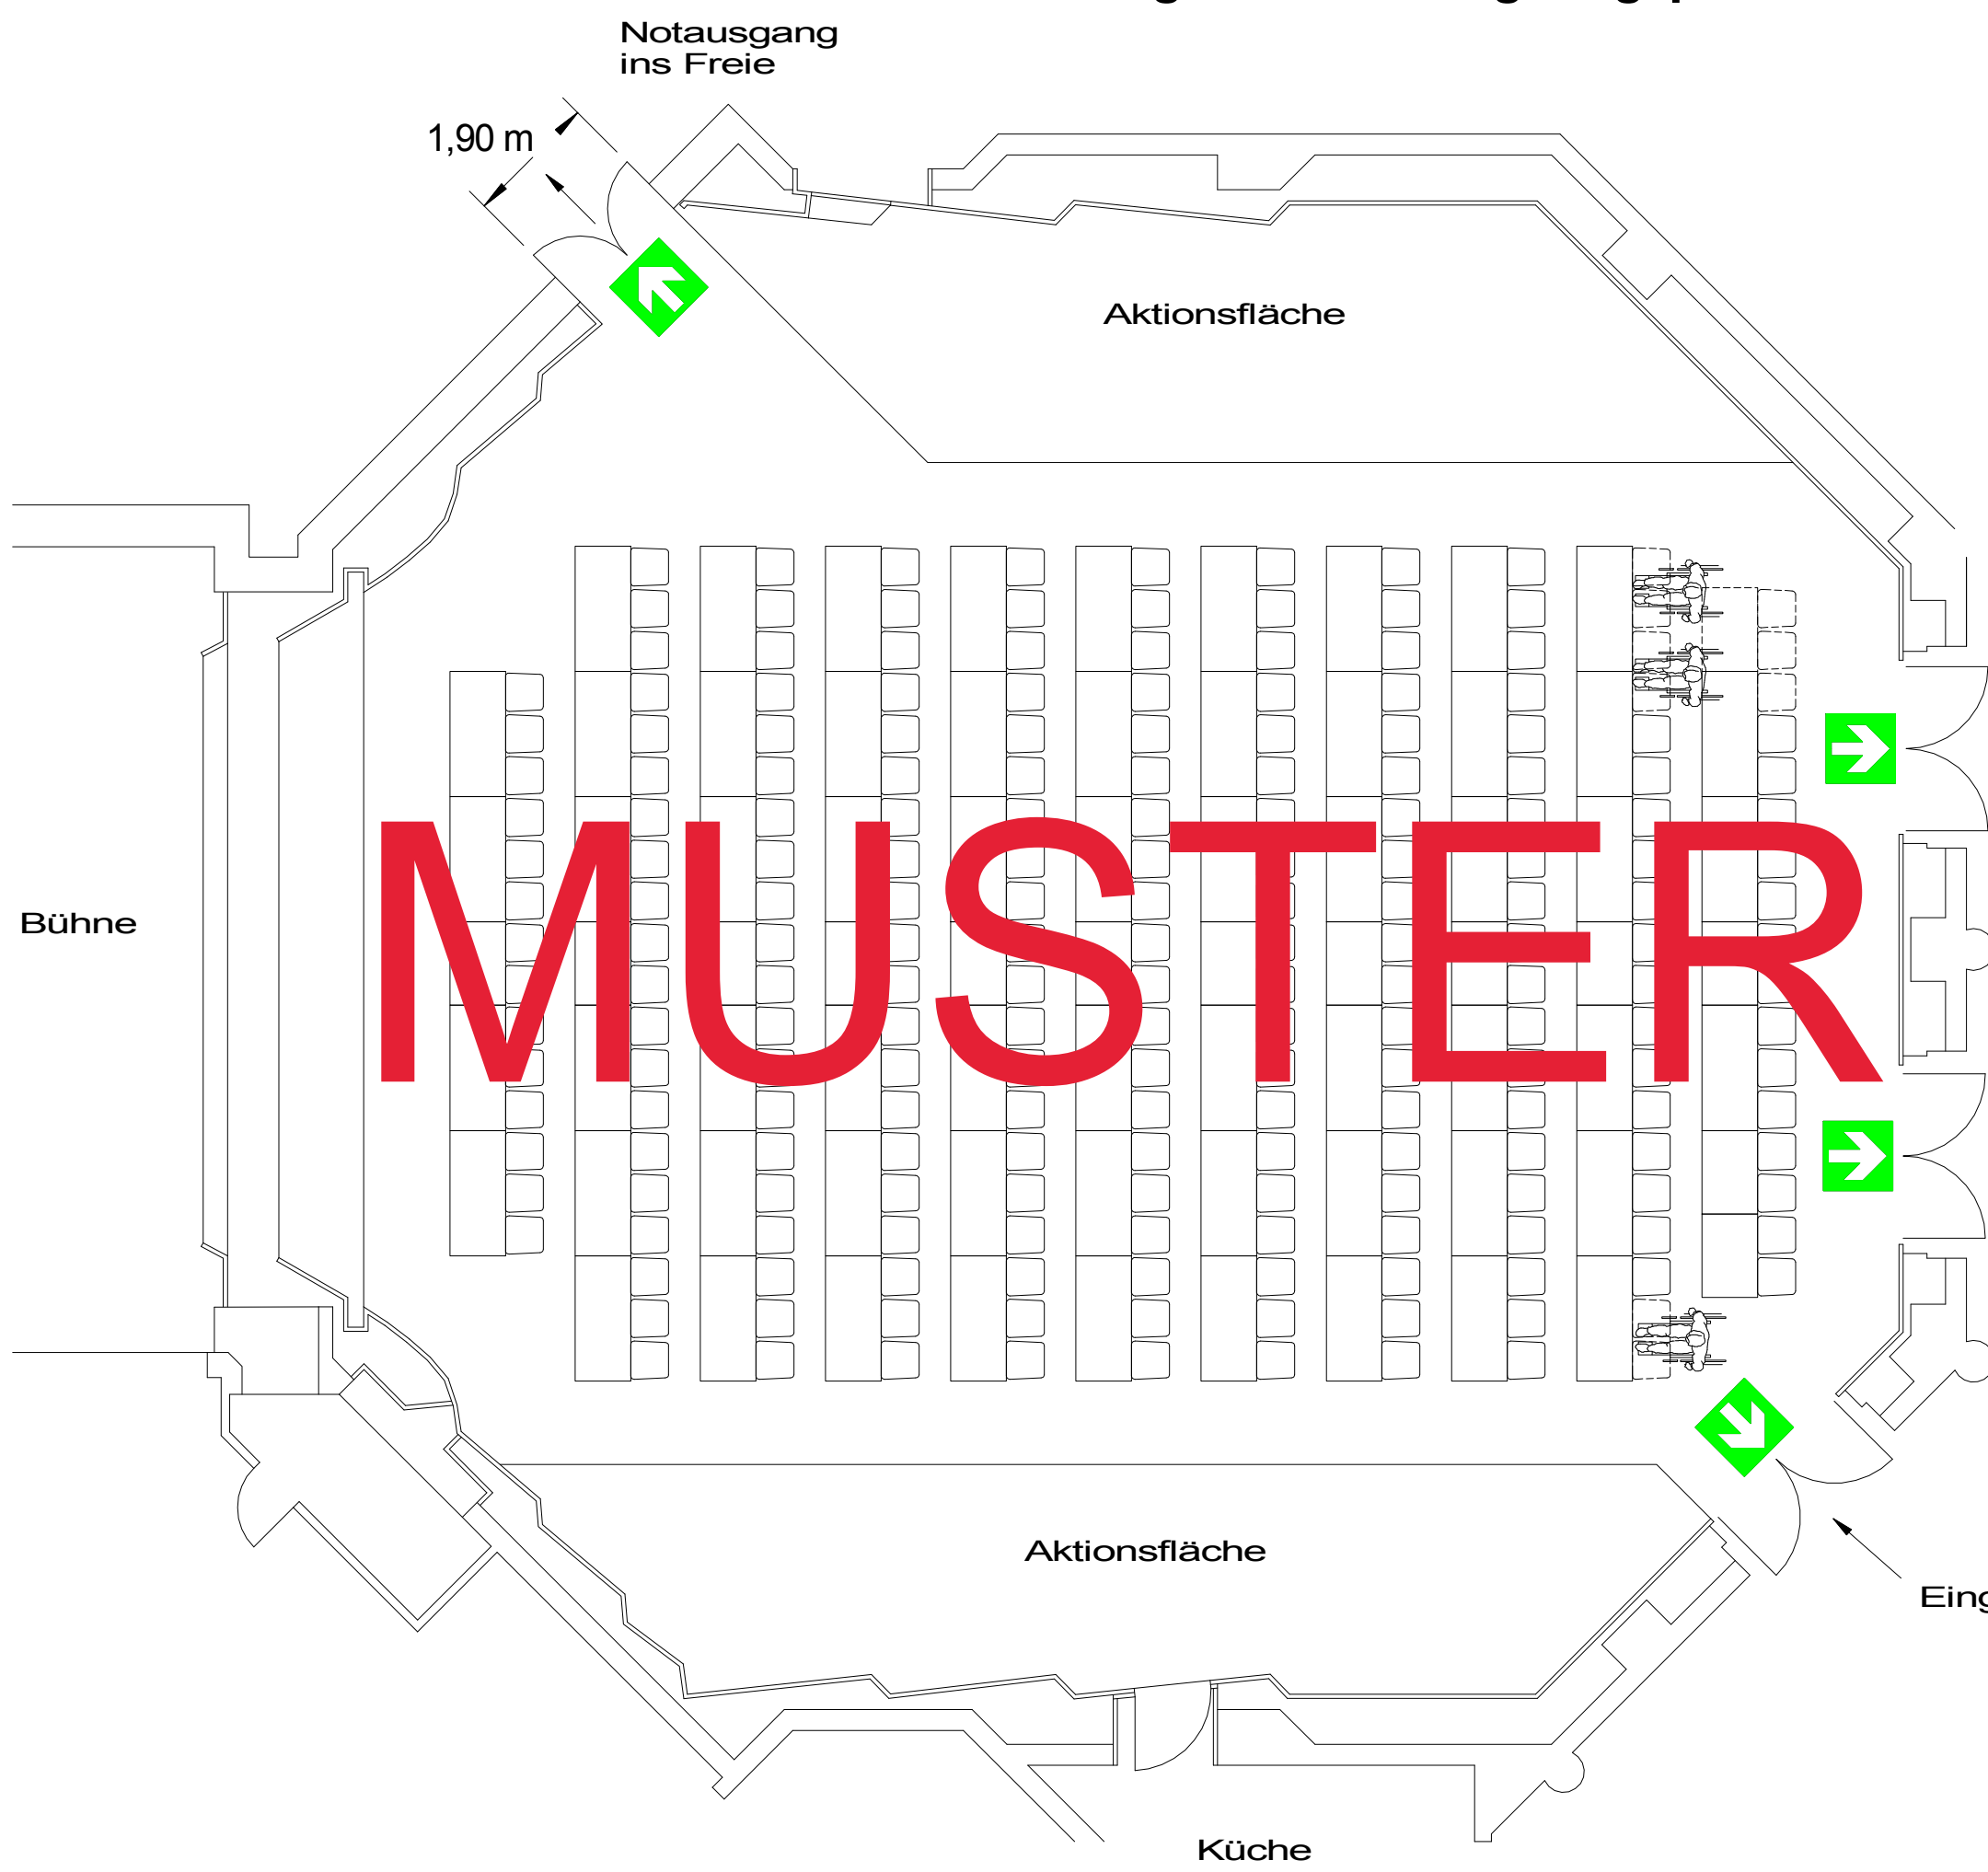 Notausgang
ins Freie
1,90 m
Aktionsfläche
MUSTER
Bühne
Aktionsfläche
Küche